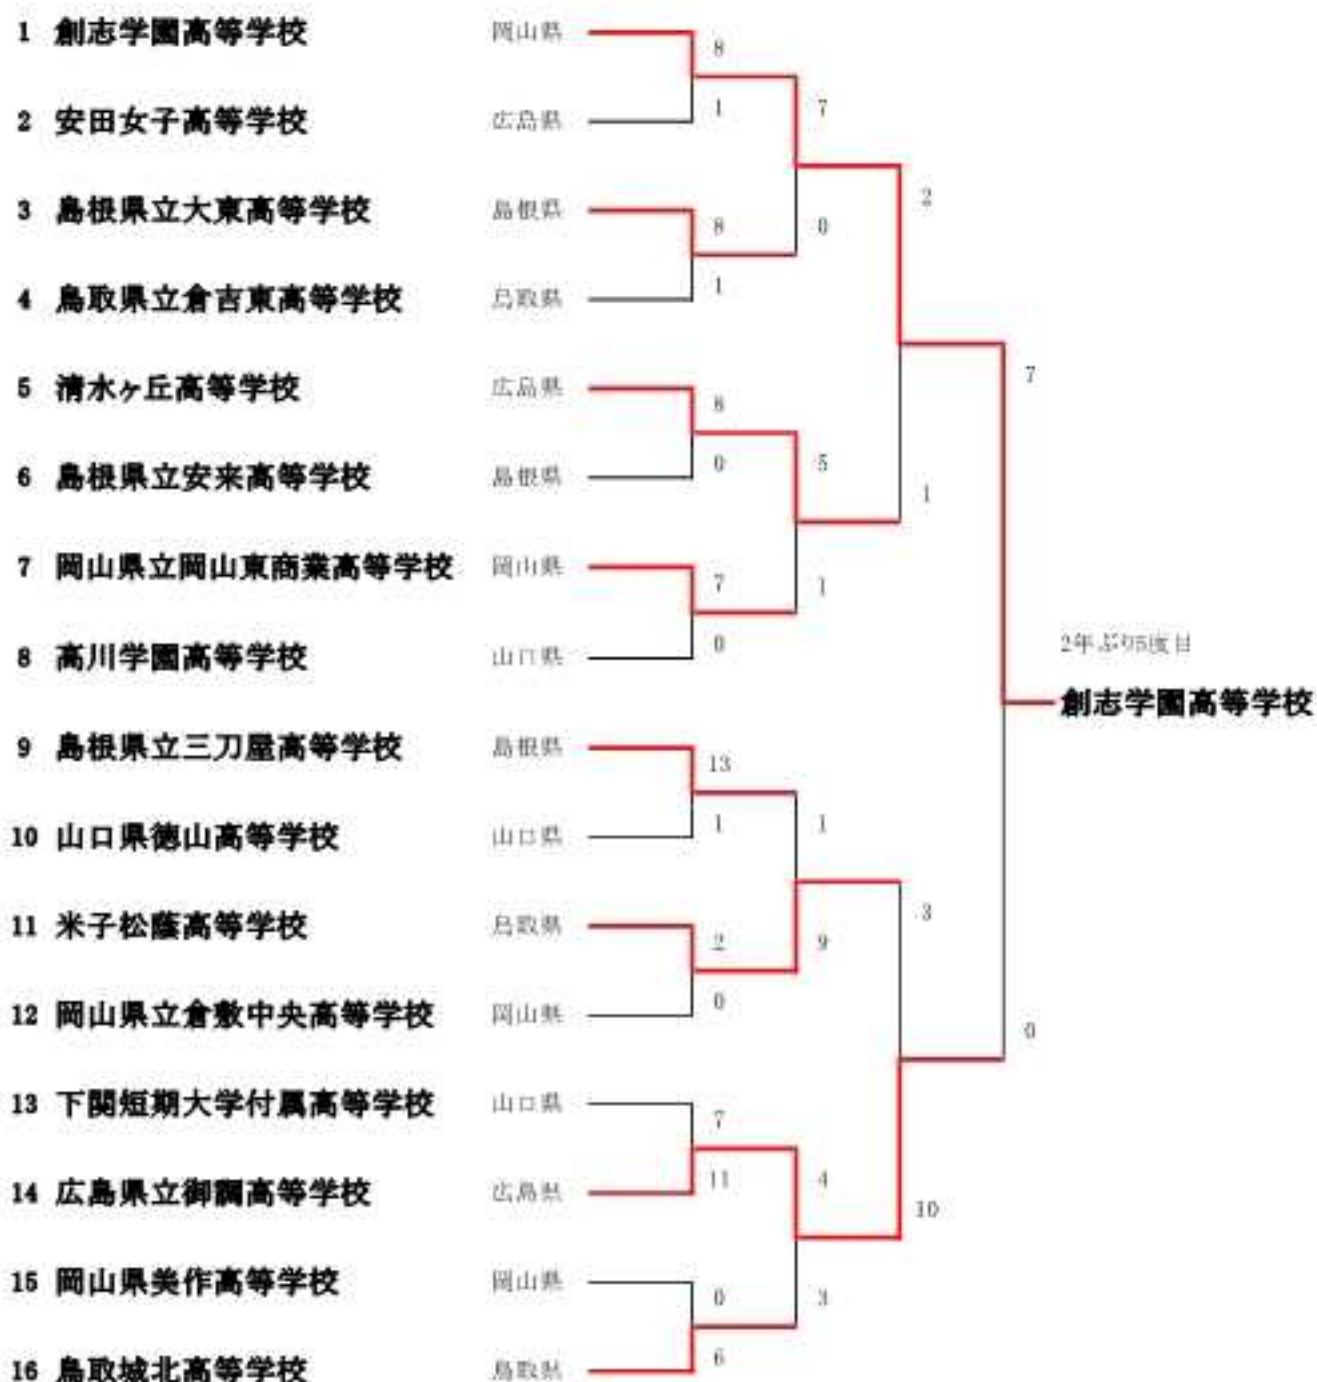 1 創志学園高等学校 岡山県
8
1
2 安田女子高等学校 広島県
7
0
3 島根県立大東高等学校 島根県
8
1
4 鳥取県立倉吉東高等学校 鳥取県
2
1
5 清水ヶ丘高等学校 広島県
8
0
6 島根県立安来高等学校 島根県
5
1
7 岡山県立岡山東商業高等学校 岡山県
7
0
8 高川学園高等学校 山口県
7
0
2年ぶり5度目
創志学園高等学校
9 島根県立三刀屋高等学校 島根県
13
1
10 山口県徳山高等学校 山口県
1
9
11 米子松蔭高等学校 鳥取県
2
0
12 岡山県立倉敷中央高等学校 岡山県
3
10
13 下関短期大学付属高等学校 山口県
7
11
14 広島県立御調高等学校 広島県
4
3
15 岡山県美作高等学校 岡山県
0
6
16 鳥取城北高等学校 鳥取県